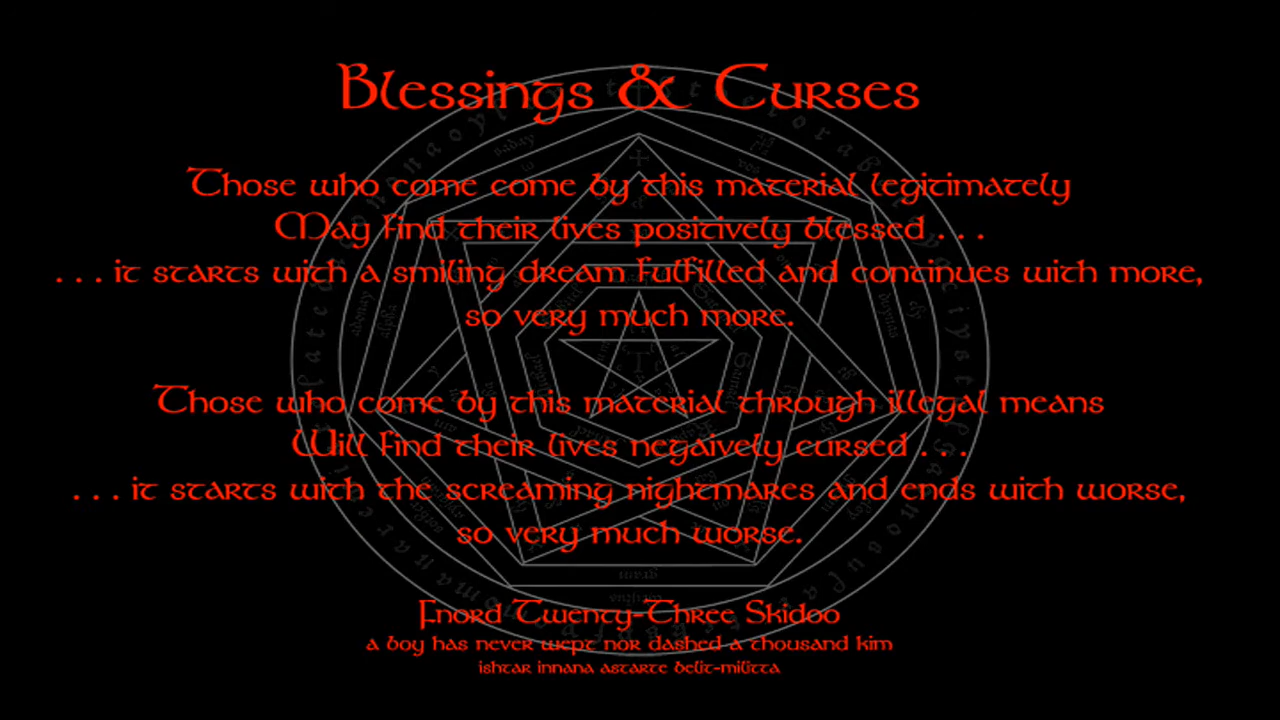 Blessings & Curses
Those who come come by this material legitimately
May find their lives positively blessed . . .
. . . it starts with a smiling dream fulfilled and continues with more,
so very much more.
Those who come by this material through illegal means
Will find their lives negaively cursed . . .
. . . it starts with the screaming nightmares and ends with worse,
so very much worse.
Fnord Twenty-Three Skidoo
a boy has never wept nor dashed a thousand kim
ishtar innana astarte belit-militta